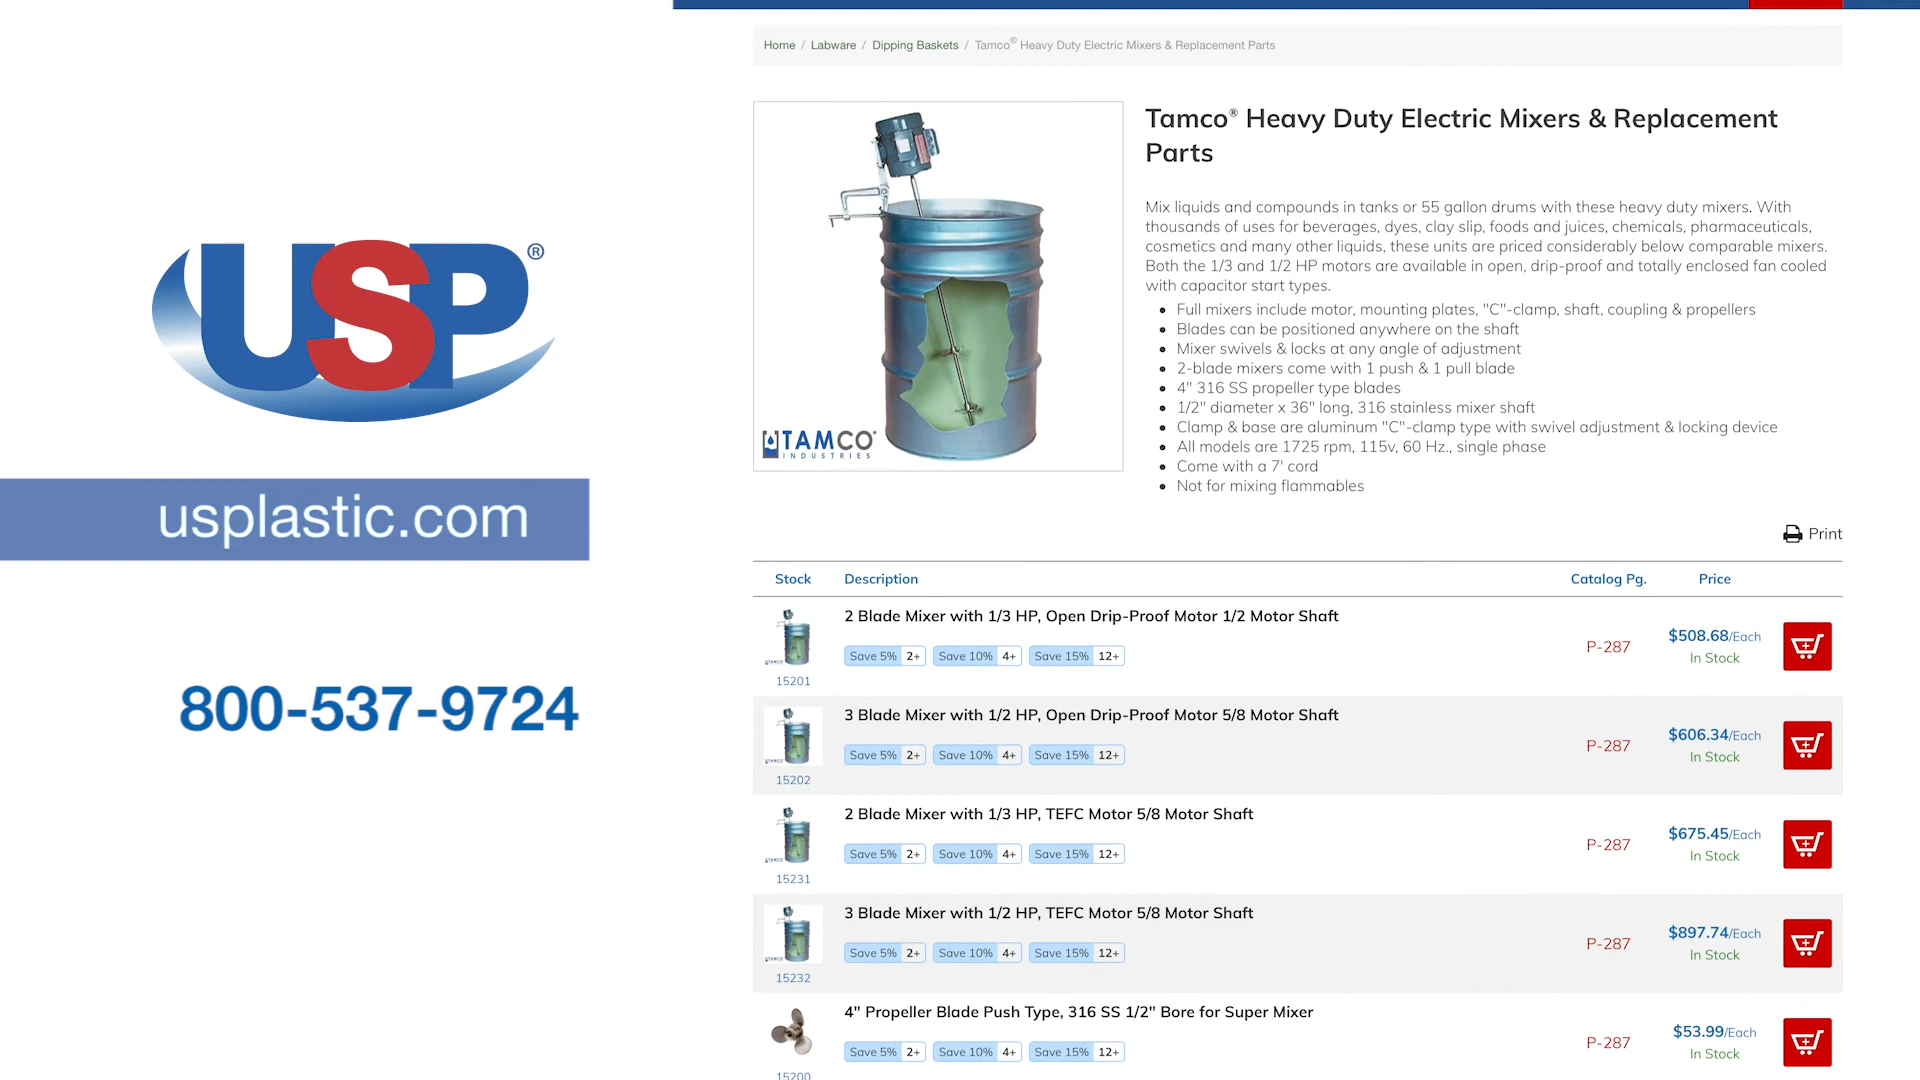 Home / Labware / Dipping Baskets / Tamco® Heavy Duty Electric Mixers & Replacement Parts
USP®
usplastic.com
800-537-9724
TAMCO®
INDUSTRIES
Tamco® Heavy Duty Electric Mixers & Replacement
Parts
Mix liquids and compounds in tanks or 55 gallon drums with these heavy duty mixers. With
thousands of uses for beverages, dyes, clay slip, foods and juices, chemicals, pharmaceuticals,
cosmetics and many other liquids, these units are priced considerably below comparable mixers.
Both the 1/3 and 1/2 HP motors are available in open, drip-proof and totally enclosed fan cooled
with capacitor start types.
• Full mixers include motor, mounting plates, "C"-clamp, shaft, coupling & propellers
• Blades can be positioned anywhere on the shaft
• Mixer swivels & locks at any angle of adjustment
• 2-blade mixers come with 1 push & 1 pull blade
• 4" 316 SS propeller type blades
• 1/2" diameter x 36" long, 316 stainless mixer shaft
• Clamp & base are aluminum "C"-clamp type with swivel adjustment & locking device
• All models are 1725 rpm, 115v, 60 Hz., single phase
• Come with a 7' cord
• Not for mixing flammables
Print
Stock Description Catalog Pg. Price
2 Blade Mixer with 1/3 HP, Open Drip-Proof Motor 1/2 Motor Shaft
Save 5% 2+ Save 10% 4+ Save 15% 12+
15201
P-287
$508.68/Each
In Stock
3 Blade Mixer with 1/2 HP, Open Drip-Proof Motor 5/8 Motor Shaft
Save 5% 2+ Save 10% 4+ Save 15% 12+
15202
P-287
$606.34/Each
In Stock
2 Blade Mixer with 1/3 HP, TEFC Motor 5/8 Motor Shaft
Save 5% 2+ Save 10% 4+ Save 15% 12+
15231
P-287
$675.45/Each
In Stock
3 Blade Mixer with 1/2 HP, TEFC Motor 5/8 Motor Shaft
Save 5% 2+ Save 10% 4+ Save 15% 12+
15232
P-287
$897.74/Each
In Stock
4" Propeller Blade Push Type, 316 SS 1/2" Bore for Super Mixer
Save 5% 2+ Save 10% 4+ Save 15% 12+
15200
P-287
$53.99/Each
In Stock